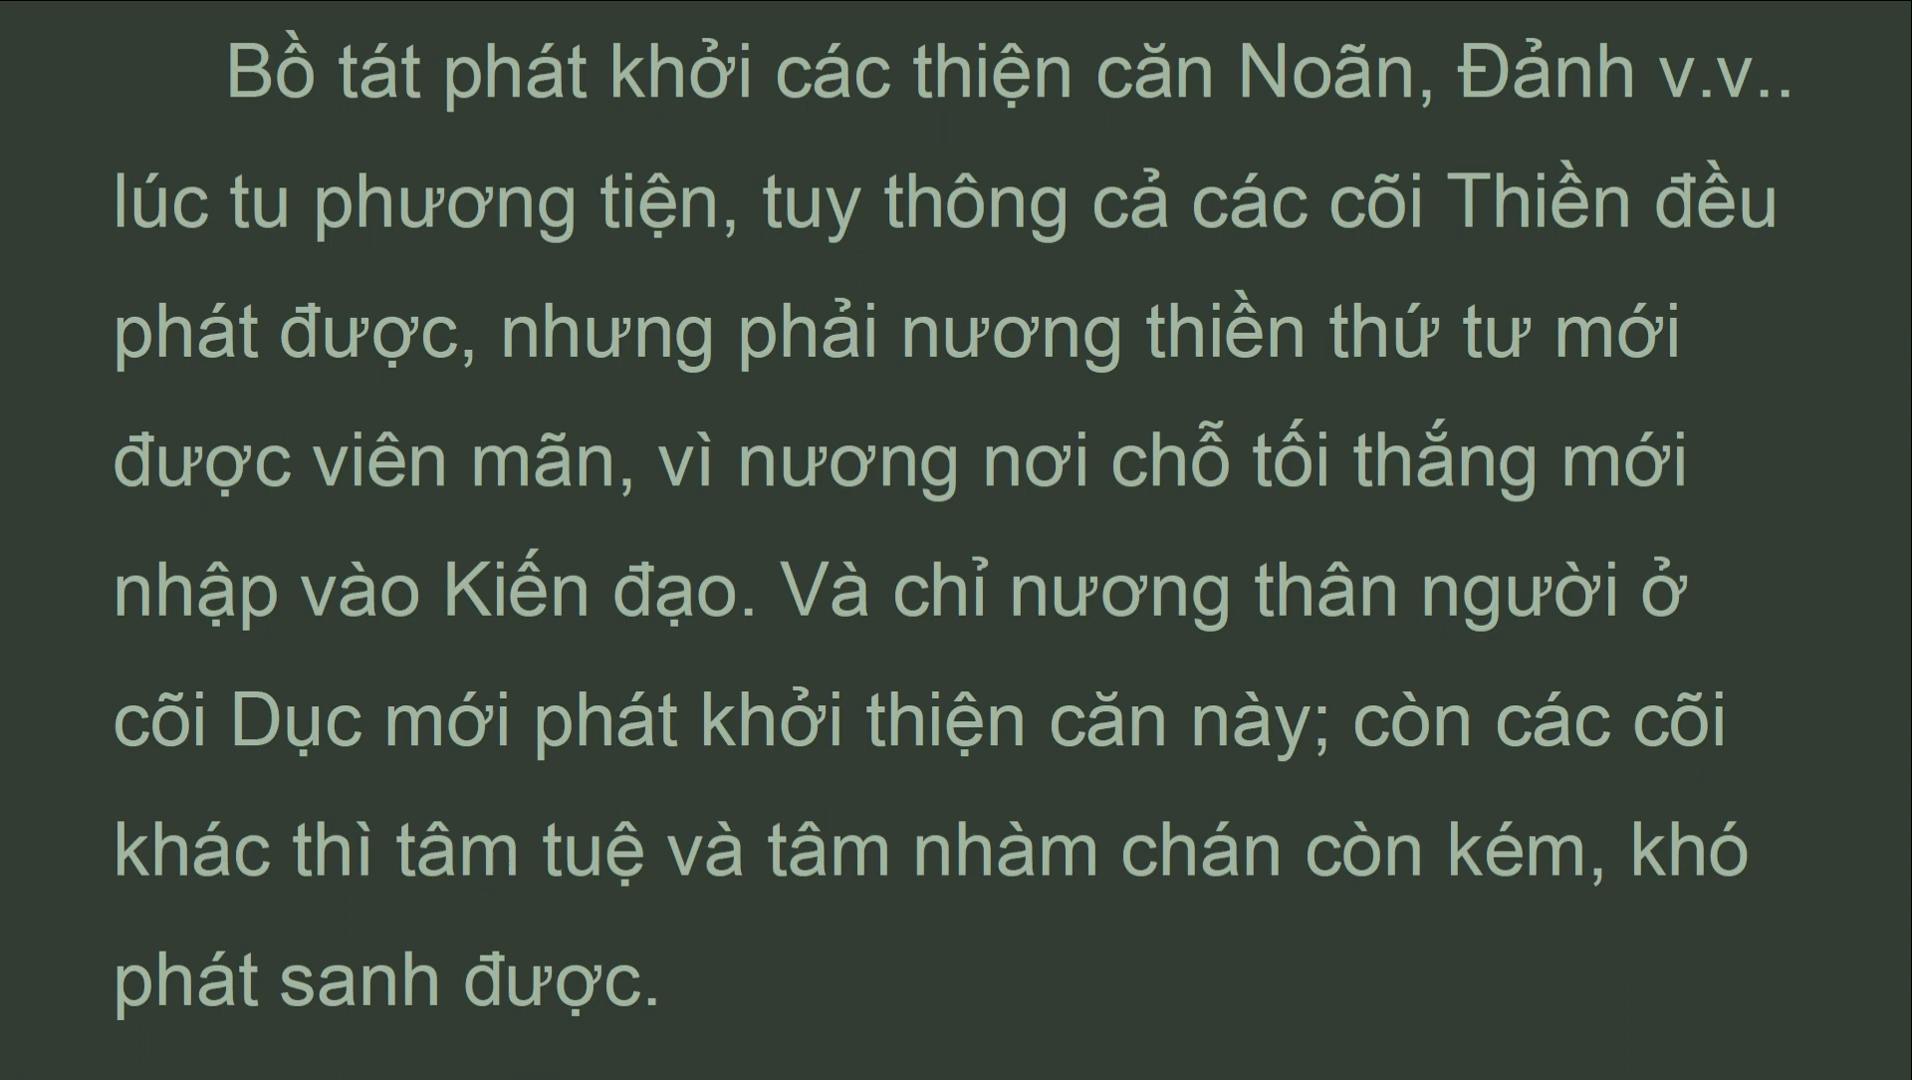 Bồ tát phát khởi các thiện căn Noãn, Đảnh v.v..
lúc tu phương tiện, tuy thông cả các cõi Thiền đều
phát được, nhưng phải nương thiền thứ tư mới
được viên mãn, vì nương nơi chỗ tối thắng mới
nhập vào Kiến đạo. Và chỉ nương thân người ở
cõi Dục mới phát khởi thiện căn này; còn các cõi
khác thì tâm tuệ và tâm nhàm chán còn kém, khó
phát sanh được.